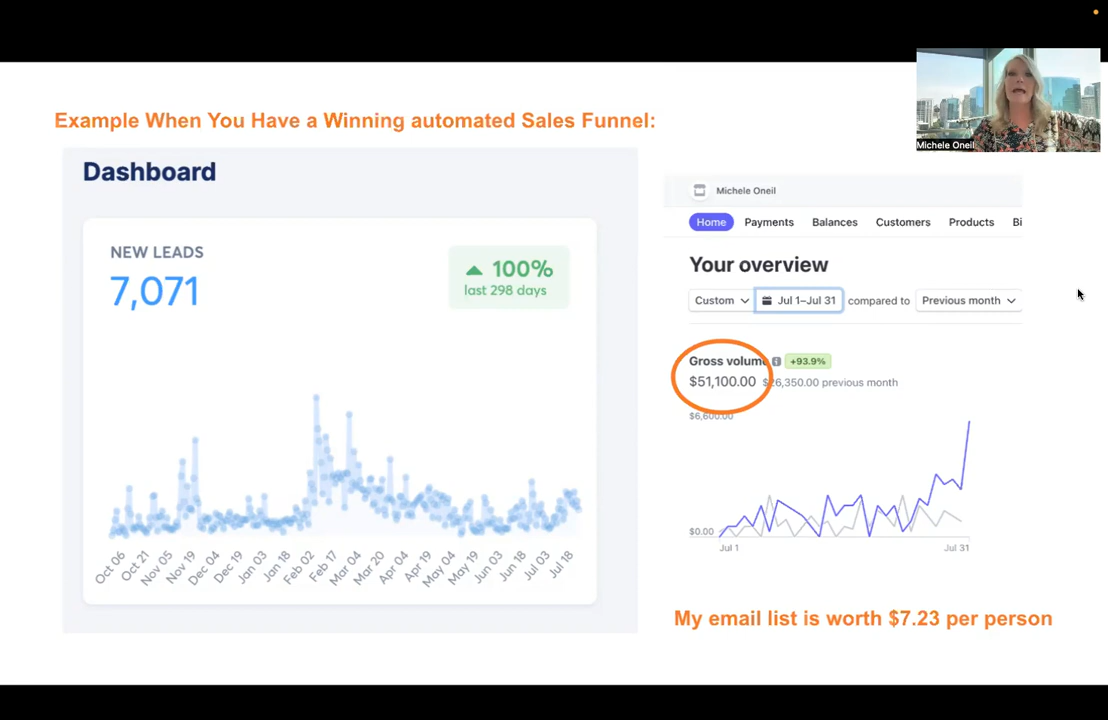 Example When You Have a Winning automated Sales Funnel:
Michele Oneil
Dashboard
NEW LEADS
7,071
100%
last 298 days
Oct 06 Oct 21 Nov 05 Nov 19 Dec 04 Dec 19 Jan 03 Jan 18 Feb 02 Feb 17 Mar 04 Mar 20 Apr 04 Apr 19 May 04 May 19 Jun 03 Jun 18 Jul 03 Jul 18
Michele Oneil
Home Payments Balances Customers Products Bi
Your overview
Custom Jul 1–Jul 31 compared to Previous month
Gross volume +93.9%
$51,100.00 $26,350.00 previous month
$6,600.00
$0.00
Jul 1 Jul 31
My email list is worth $7.23 per person